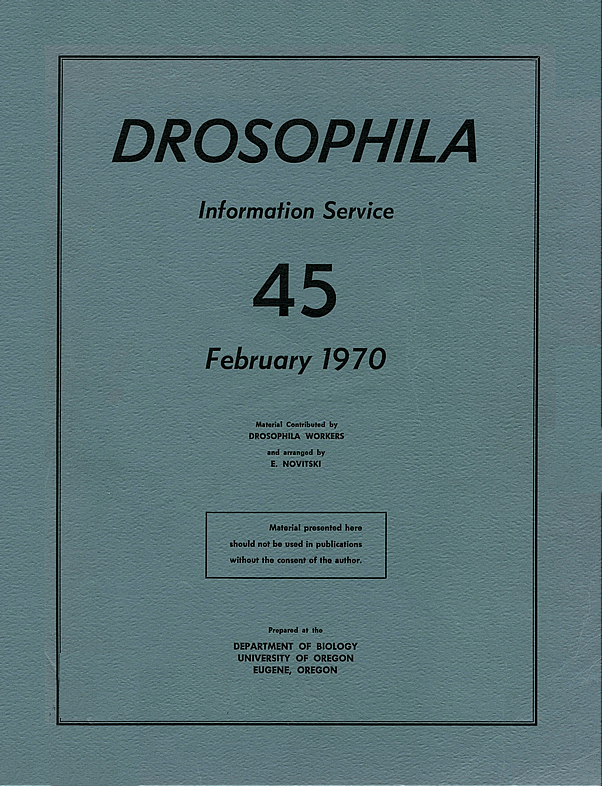 DROSOPHILA
Information Service
45
February 1970
Material Contributed by
DROSOPHILA WORKERS
and arranged by
E. NOVITSKI
Material presented here
should not be used in publications
without the consent of the author.
Prepared at the
DEPARTMENT OF BIOLOGY
UNIVERSITY OF OREGON
EUGENE, OREGON